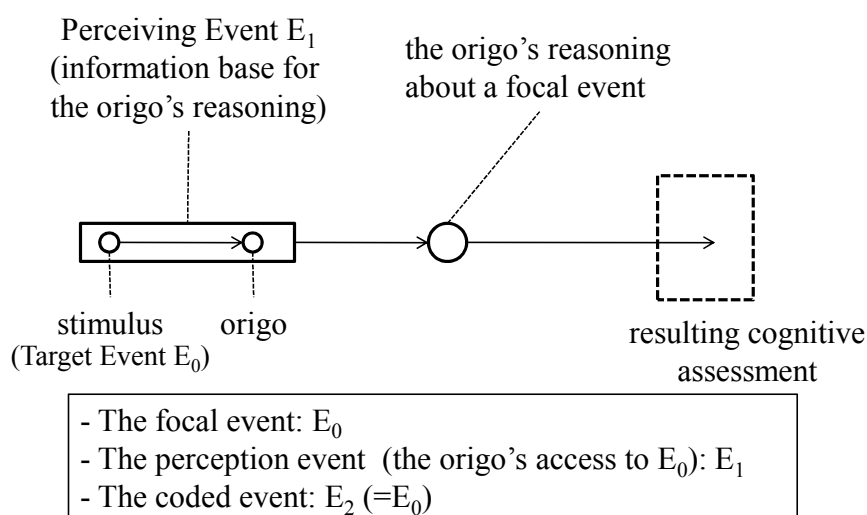 Perceiving Event E₁
(information base for
the origo’s reasoning)
the origo’s reasoning
about a focal event
stimulus
(Target Event E₀)
origo
resulting cognitive
assessment
- The focal event: E₀
- The perception event (the origo’s access to E₀): E₁
- The coded event: E₂ (=E₀)